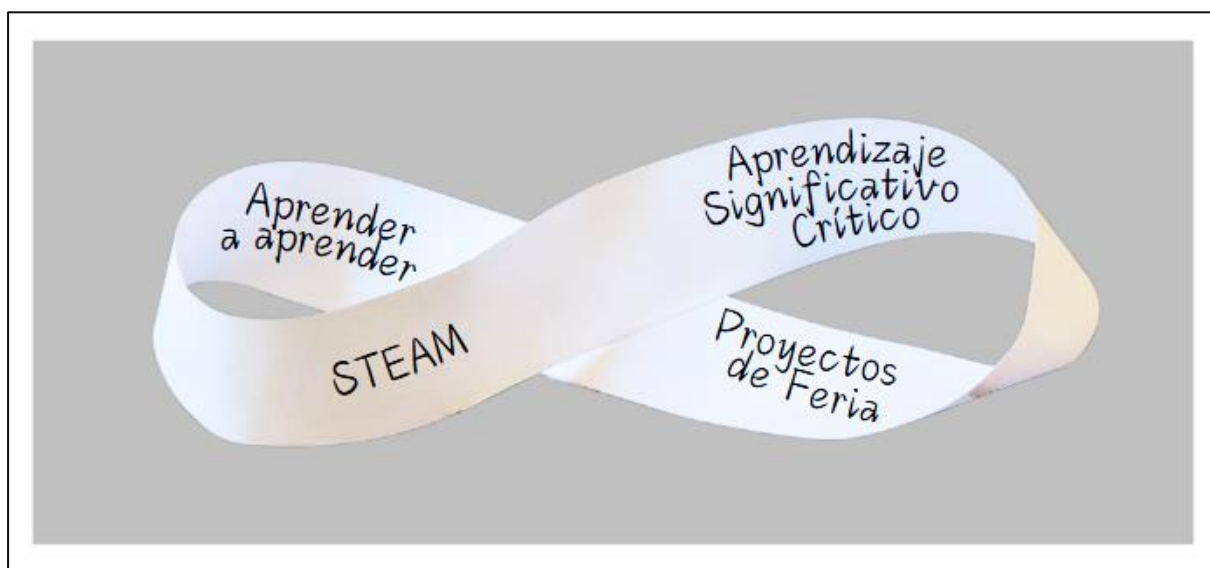 Aprender
a aprender
STEAM
Aprendizaje
Significativo
Crítico
Proyectos
de Feria